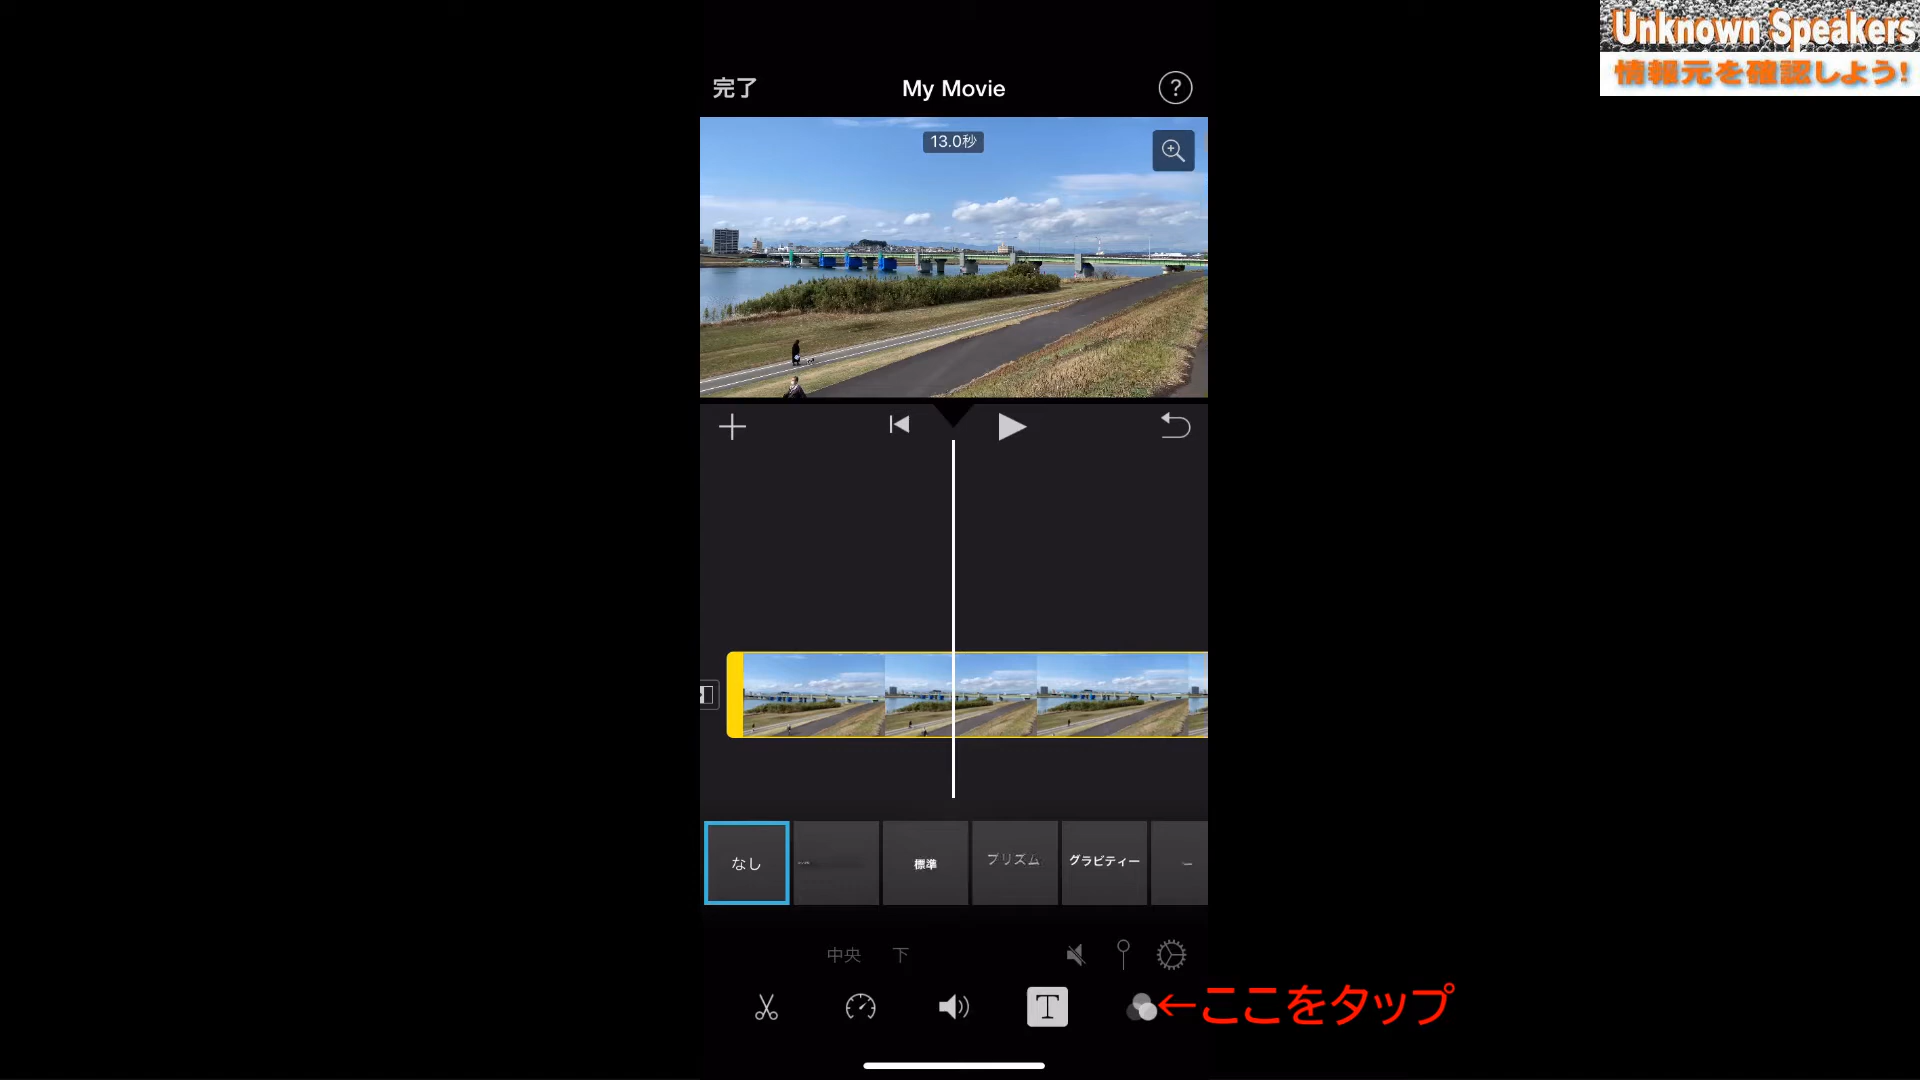 Unknown Speakers
情報元を確認しよう!
完了
My Movie
?
13.0秒
なし
標準
プリズム
グラビティー
中央
下
T
←ここをタップ